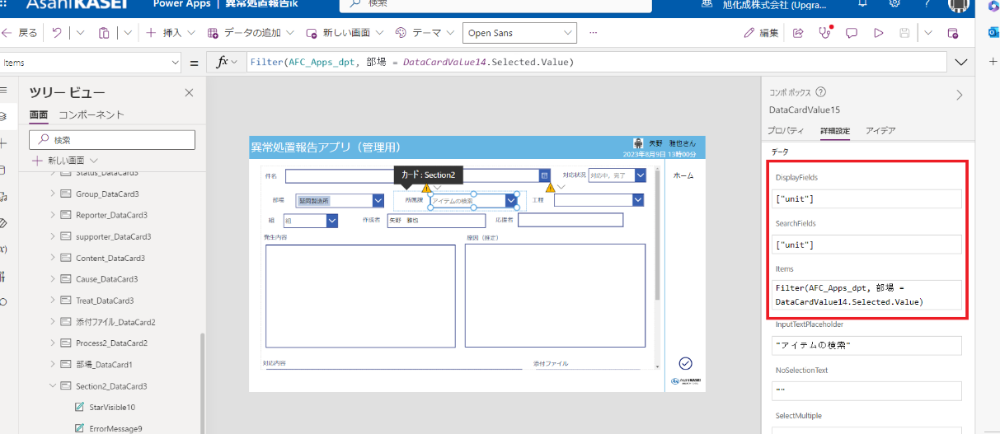 AsahiKASEI
Power Apps | 異常処置報告ik
検索
旭化成株式会社 (Upgra...
戻る
挿入
データの追加
新しい画面
テーマ
Open Sans
...
編集
Items
=
fx
Filter(AFC_Apps_dpt, 部場 = DataCardValue14.Selected.Value)
ツリー ビュー
画面
コンポーネント
検索
新しい画面
Status_DataCard3
Group_DataCard3
Reporter_DataCard3
supporter_DataCard3
Content_DataCard3
Cause_DataCard3
Treat_DataCard3
添付ファイル_DataCard2
Process2_DataCard2
部場_DataCard1
Section2_DataCard3
StarVisible10
ErrorMessage9
異常処置報告アプリ（管理用）
矢野 雅也さん
2023年8月9日 13時00分
件名
カード : Section2
対応状況
対応中, 完了
ホーム
部場
延岡製造所
所属課
アイテムの検索
工程
組
組
作成者
矢野 雅也
応援者
発生内容
原因（推定）
対応内容
添付ファイル
AsahiKASEI
コンボ ボックス
DataCardValue15
プロパティ
詳細設定
アイデア
データ
DisplayFields
["unit"]
SearchFields
["unit"]
Items
Filter(AFC_Apps_dpt, 部場 =
DataCardValue14.Selected.Value)
InputTextPlaceholder
"アイテムの検索"
NoSelectionText
""
SelectMultiple